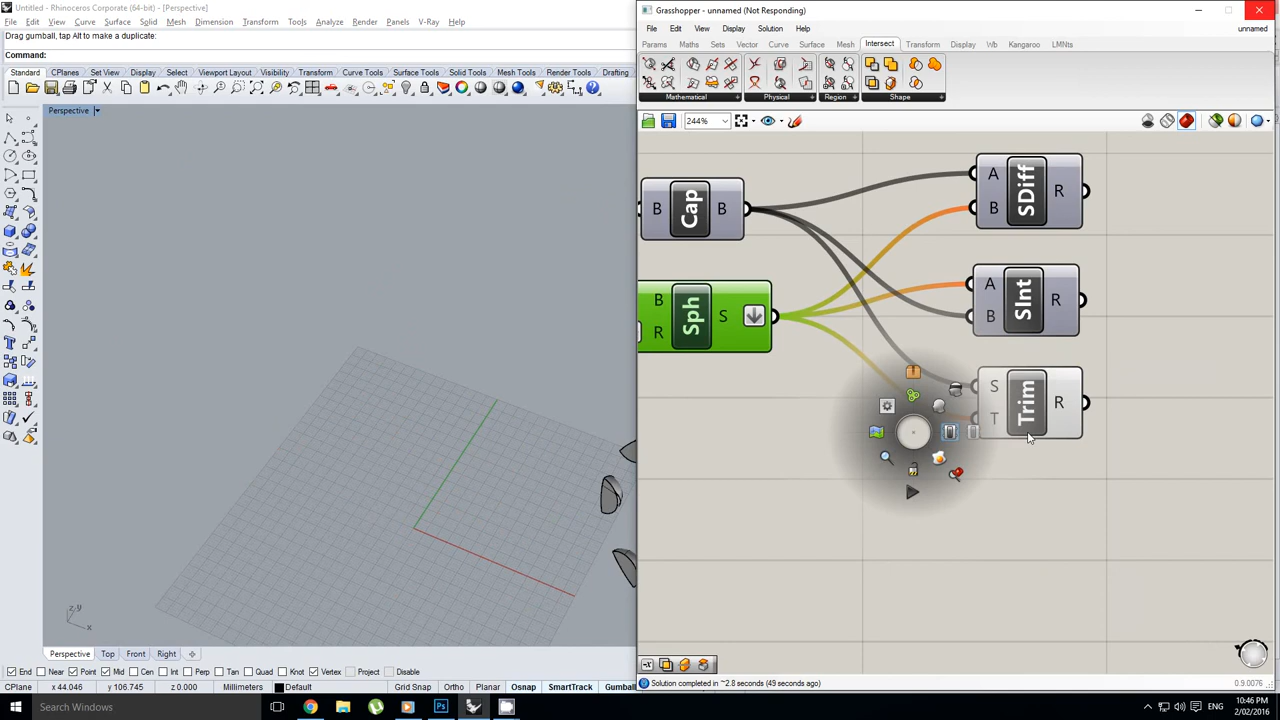 Untitled - Rhinoceros Corporate (64-bit) - [Perspective]
File Edit View Curve Surface Solid Mesh Dimension Transform Tools Analyze Render Panels V-Ray Window
Drag gumball, tap Alt to make a duplicate:
Command:
Standard CPlanes Set View Display Select Viewport Layout Visibility Transform Curve Tools Surface Tools Solid Tools Mesh Tools Render Tools Drafting
Perspective
z.y
x
Perspective Top Front Right
End Near Point Mid Cen Int Perp Tan Quad Knot Vertex Project Disable
CPlane x 44.046 y 106.745 z 0.000 Millimeters Default Grid Snap Ortho Planar Osnap SmartTrack Gumba
Grasshopper - unnamed (Not Responding)
File Edit View Display Solution Help unnamed
Params Maths Sets Vector Curve Surface Mesh Intersect Transform Display Wb Kangaroo LMNts
Mathematical Physical Region Shape
244%
B Cap B
B R Sph S
A B SDiff R
A B SInt R
S T Trim R
Solution completed in ~2.8 seconds (49 seconds ago) 0.9.0076
Search Windows
ENG
10:46 PM
2/02/2016